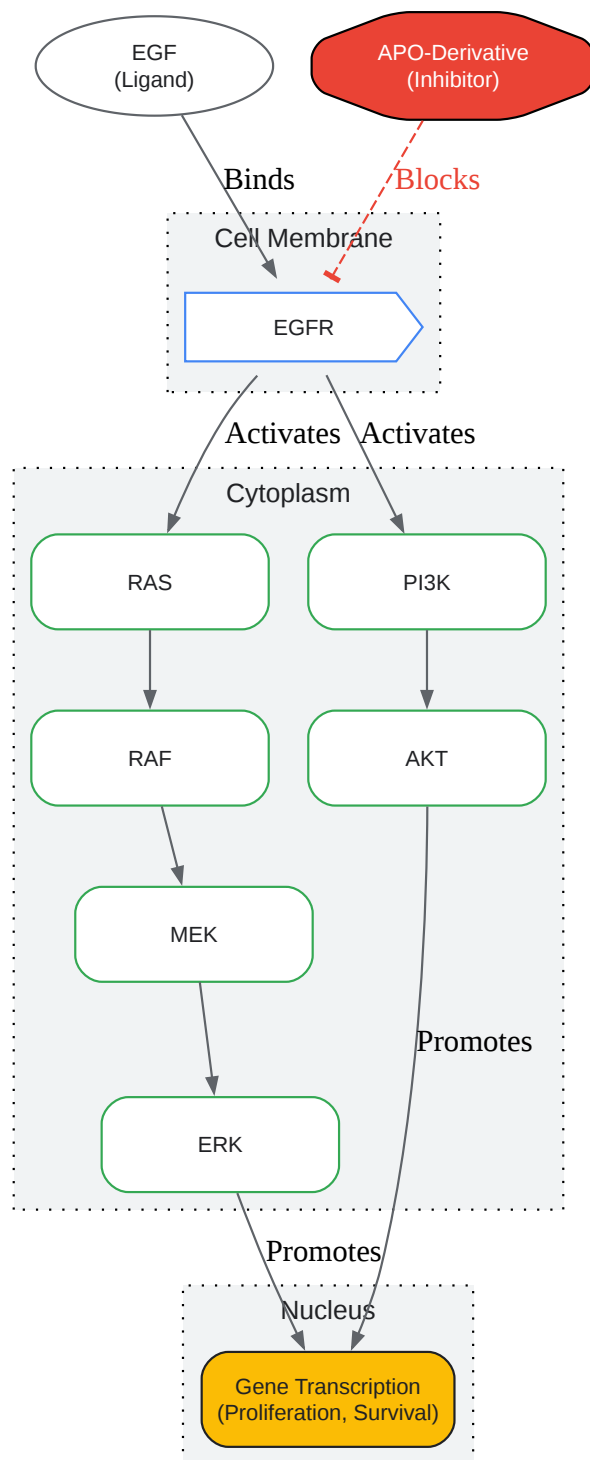 EGF
(Ligand)
APO-Derivative
(Inhibitor)
Binds
Blocks
Cell Membrane
EGFR
Activates
Activates
Cytoplasm
RAS
PI3K
RAF
AKT
MEK
Promotes
ERK
Promotes
Nucleus
Gene Transcription
(Proliferation, Survival)